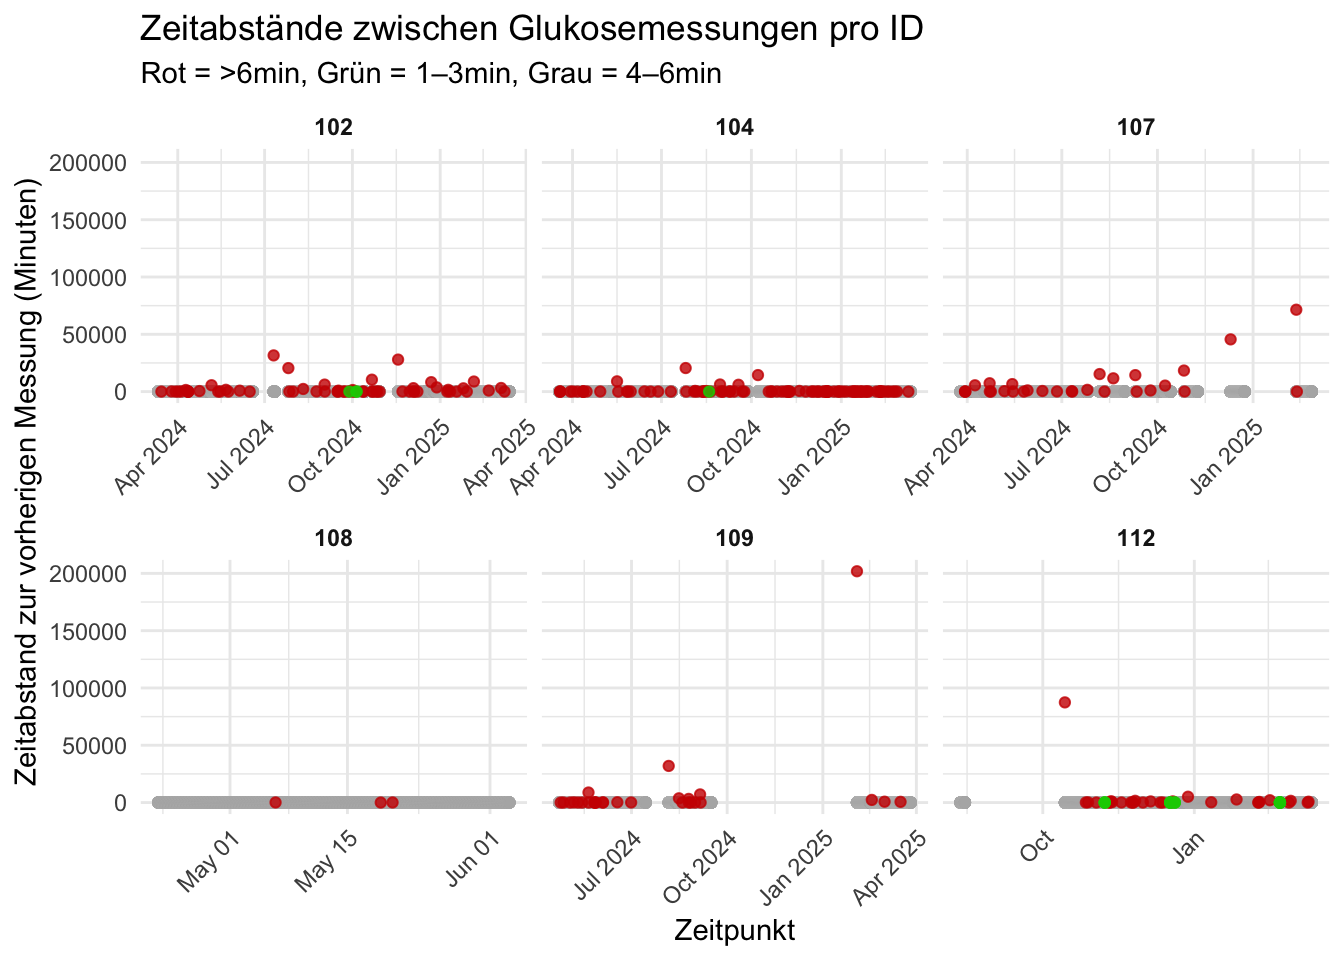 Zeitabstände zwischen Glukosemessungen pro ID
Rot = >6min, Grün = 1–3min, Grau = 4–6min
Zeitabstand zur vorherigen Messung (Minuten)
102
104
107
200000
150000
100000
50000
0
Apr 2024
Jul 2024
Oct 2024
Jan 2025
Apr 2025
Apr 2024
Jul 2024
Oct 2024
Jan 2025
Apr 2024
Jul 2024
Oct 2024
Jan 2025
108
109
112
200000
150000
100000
50000
0
May 01
May 15
Jun 01
Jul 2024
Oct 2024
Jan 2025
Apr 2025
Oct
Jan
Zeitpunkt